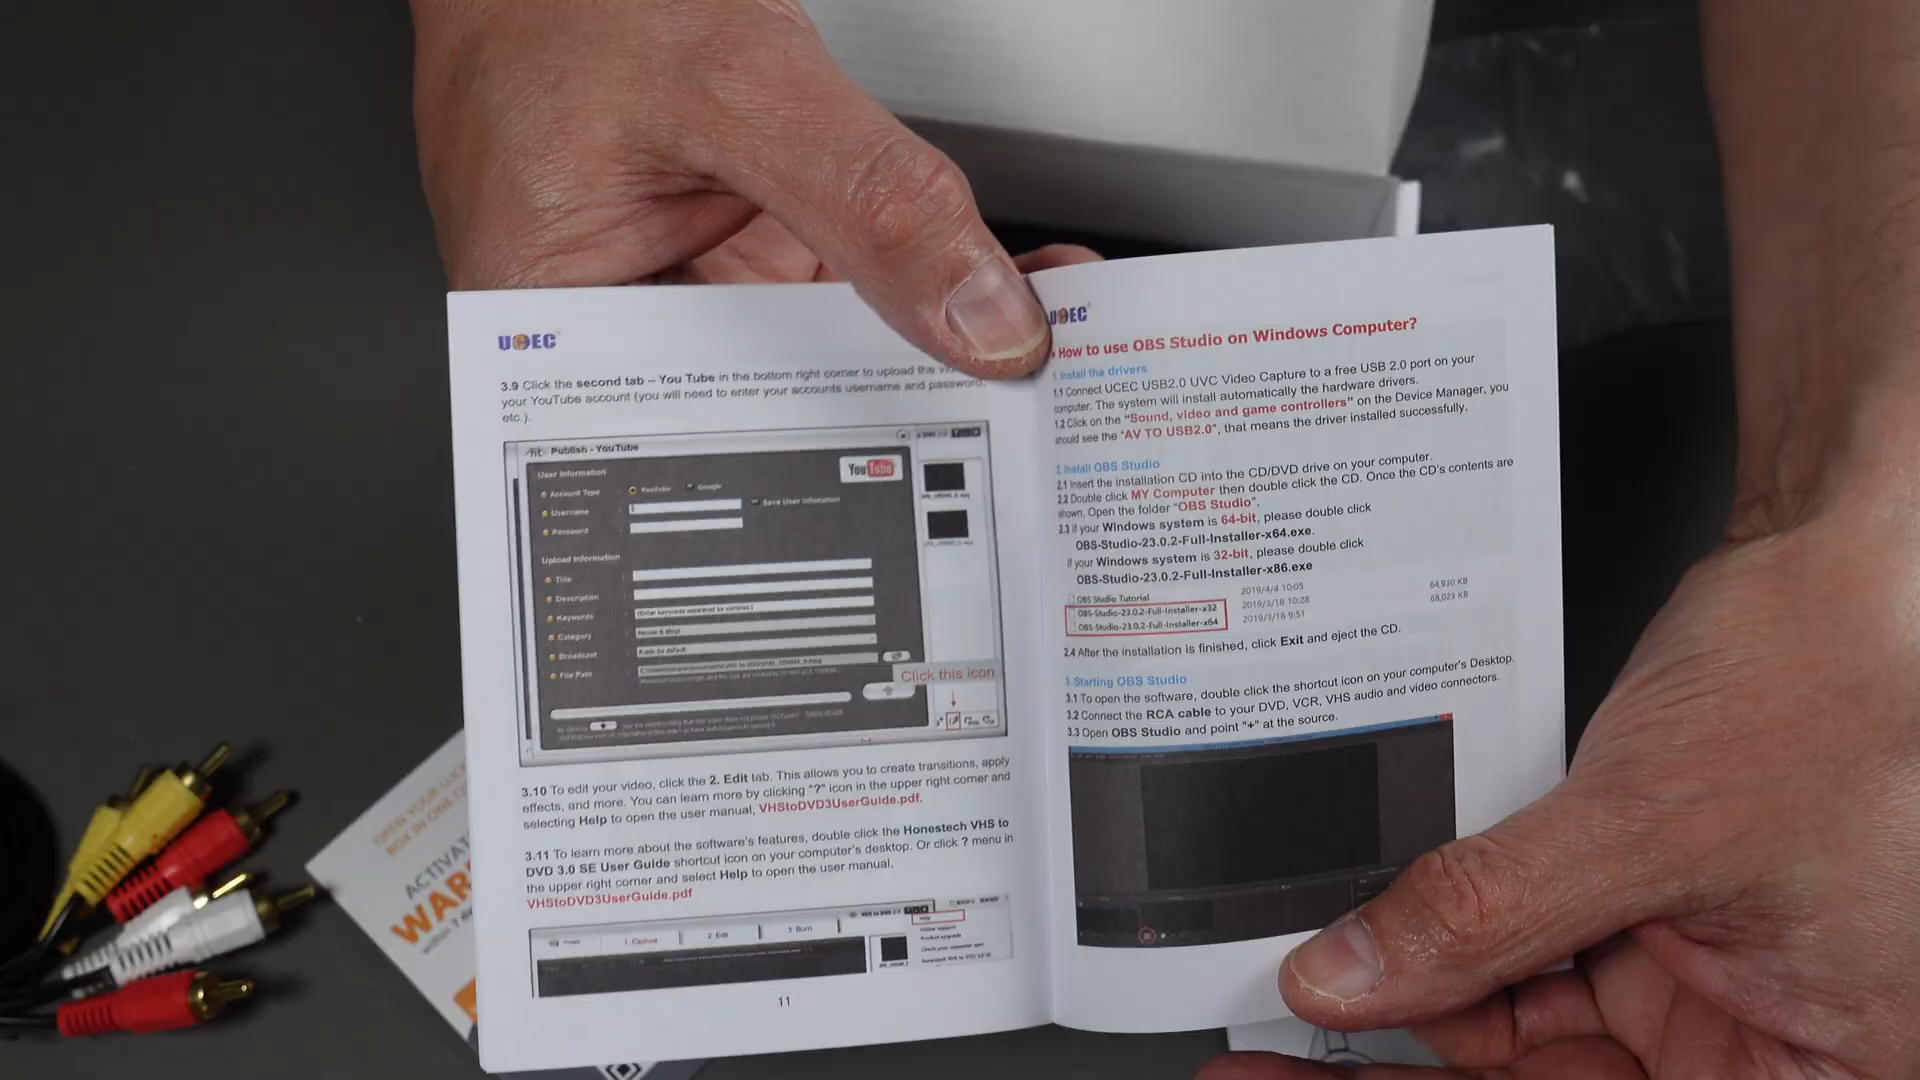 UCEC
3.9 Click the second tab – You Tube in the bottom right corner to upload the
your YouTube account (you will need to enter your accounts username and password,
etc.).
Publish - YouTube
YouTube
User Information
Account Type : YouTube Google
Username : Save User Information
Password :
Upload Information
Title :
Description :
Keywords : (Enter keywords separated by commas.)
Category :
Broadcast :
File Path :
Click this icon
3.10 To edit your video, click the 2. Edit tab. This allows you to create transitions, apply
effects, and more. You can learn more by clicking "?" icon in the upper right corner and
selecting Help to open the user manual, VHStoDVD3UserGuide.pdf.
3.11 To learn more about the software's features, double click the Honestech VHS to
DVD 3.0 SE User Guide shortcut icon on your computer's desktop. Or click ? menu in
the upper right corner and select Help to open the user manual,
VHStoDVD3UserGuide.pdf
1. Capture 2. Edit 3. Burn
11
UCEC
How to use OBS Studio on Windows Computer?
1. Install the drivers
1.1 Connect UCEC USB2.0 UVC Video Capture to a free USB 2.0 port on your
computer. The system will install automatically the hardware drivers.
1.2 Click on the "Sound, video and game controllers" on the Device Manager, you
should see the "AV TO USB2.0", that means the driver installed successfully.
2. Install OBS Studio
2.1 Insert the installation CD into the CD/DVD drive on your computer.
2.2 Double click MY Computer then double click the CD. Once the CD's contents are
shown, Open the folder "OBS Studio".
2.3 If your Windows system is 64-bit, please double click
OBS-Studio-23.0.2-Full-Installer-x64.exe.
If your Windows system is 32-bit, please double click
OBS-Studio-23.0.2-Full-Installer-x86.exe
OBS Studio Tutorial 2019/4/4 10:05
OBS-Studio-23.0.2-Full-Installer-x32 2019/3/18 10:28 64,930 KB
OBS-Studio-23.0.2-Full-Installer-x64 2019/3/18 9:51 68,023 KB
2.4 After the installation is finished, click Exit and eject the CD.
3. Starting OBS Studio
3.1 To open the software, double click the shortcut icon on your computer's Desktop.
3.2 Connect the RCA cable to your DVD, VCR, VHS audio and video connectors.
3.3 Open OBS Studio and point "+" at the source.
OPEN YOUR
BOX IN ONE
ACTIVAT
WAR
within 7